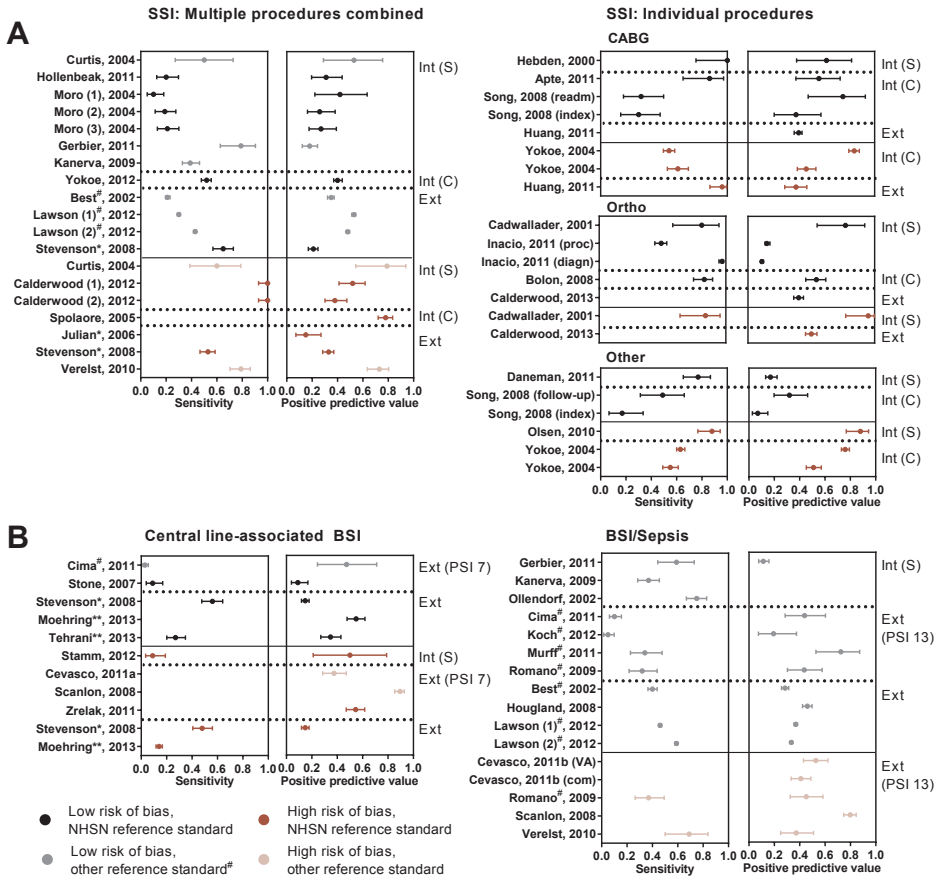 A
SSI: Multiple procedures combined
Curtis, 2004
Hollenbeak, 2011
Moro (1), 2004
Moro (2), 2004
Moro (3), 2004
Gerbier, 2011
Kanerva, 2009
Yokoe, 2012
Best#, 2002
Lawson (1)#, 2012
Lawson (2)#, 2012
Stevenson*, 2008
Curtis, 2004
Calderwood (1), 2012
Calderwood (2), 2012
Spolaore, 2005
Julian*, 2006
Stevenson*, 2008
Verelst, 2010
Int (S)
Int (C)
Ext
Int (S)
Int (C)
Ext
0.0 0.2 0.4 0.6 0.8 1.0
Sensitivity
0.0 0.2 0.4 0.6 0.8 1.0
Positive predictive value
SSI: Individual procedures
CABG
Hebden, 2000
Apte, 2011
Song, 2008 (readm)
Song, 2008 (index)
Huang, 2011
Yokoe, 2004
Yokoe, 2004
Huang, 2011
Int (S)
Int (C)
Ext
Int (C)
Ext
Ortho
Cadwallader, 2001
Inacio, 2011 (proc)
Inacio, 2011 (diagn)
Bolon, 2008
Calderwood, 2013
Cadwallader, 2001
Calderwood, 2013
Int (S)
Int (C)
Ext
Int (S)
Ext
Other
Daneman, 2011
Song, 2008 (follow-up)
Song, 2008 (index)
Olsen, 2010
Yokoe, 2004
Yokoe, 2004
Int (S)
Int (C)
Int (S)
Int (C)
0.0 0.2 0.4 0.6 0.8 1.0
Sensitivity
0.0 0.2 0.4 0.6 0.8 1.0
Positive predictive value
B
Central line-associated BSI
Cima#, 2011
Stone, 2007
Stevenson*, 2008
Moehring**, 2013
Tehrani**, 2013
Stamm, 2012
Cevasco, 2011a
Scanlon, 2008
Zrelak, 2011
Stevenson*, 2008
Moehring**, 2013
Ext (PSI 7)
Ext
Int (S)
Ext (PSI 7)
Ext
0.0 0.2 0.4 0.6 0.8 1.0
Sensitivity
0.0 0.2 0.4 0.6 0.8 1.0
Positive predictive value
Low risk of bias,
NHSN reference standard
High risk of bias,
NHSN reference standard
Low risk of bias,
other reference standard#
High risk of bias,
other reference standard
BSI/Sepsis
Gerbier, 2011
Kanerva, 2009
Ollendorf, 2002
Cima#, 2011
Koch#, 2012
Murff#, 2011
Romano#, 2009
Best#, 2002
Hougland, 2008
Lawson (1)#, 2012
Lawson (2)#, 2012
Cevasco, 2011b (VA)
Cevasco, 2011b (com)
Romano#, 2009
Scanlon, 2008
Verelst, 2010
Int (S)
Ext
(PSI 13)
Ext
Ext
(PSI 13)
0.0 0.2 0.4 0.6 0.8 1.0
Sensitivity
0.0 0.2 0.4 0.6 0.8 1.0
Positive predictive value